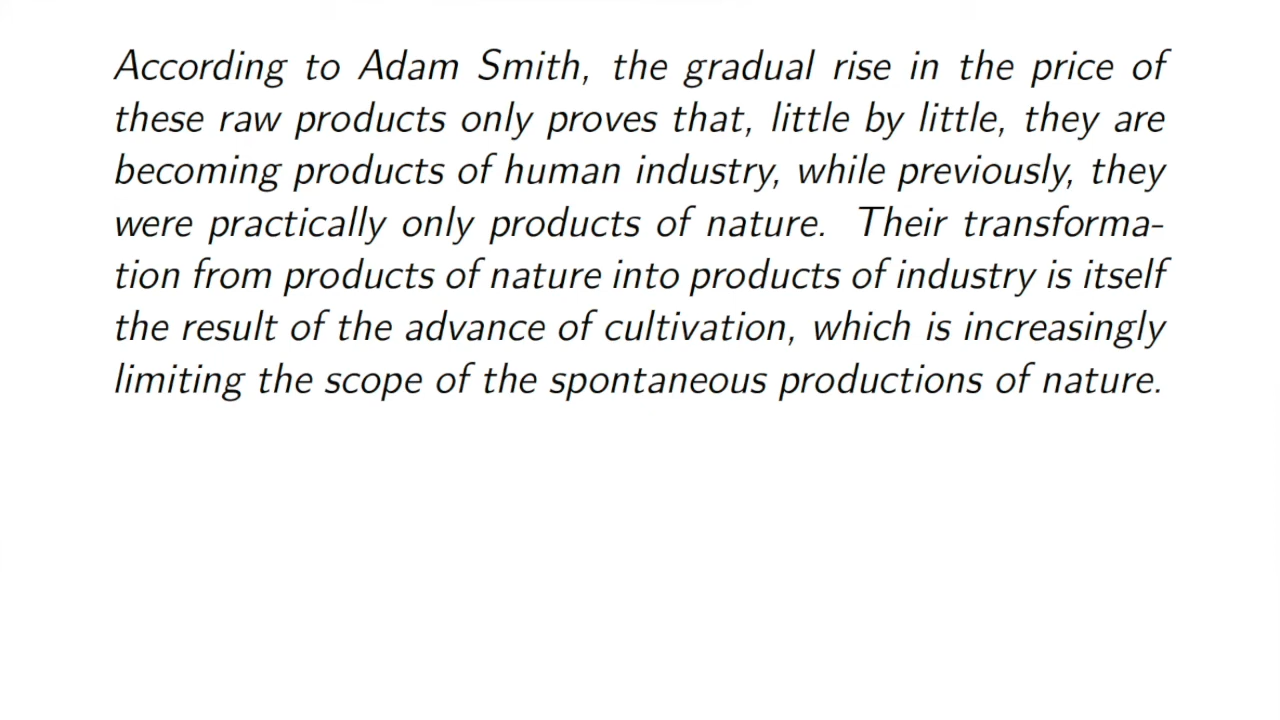 According to Adam Smith, the gradual rise in the price of
these raw products only proves that, little by little, they are
becoming products of human industry, while previously, they
were practically only products of nature. Their transforma-
tion from products of nature into products of industry is itself
the result of the advance of cultivation, which is increasingly
limiting the scope of the spontaneous productions of nature.